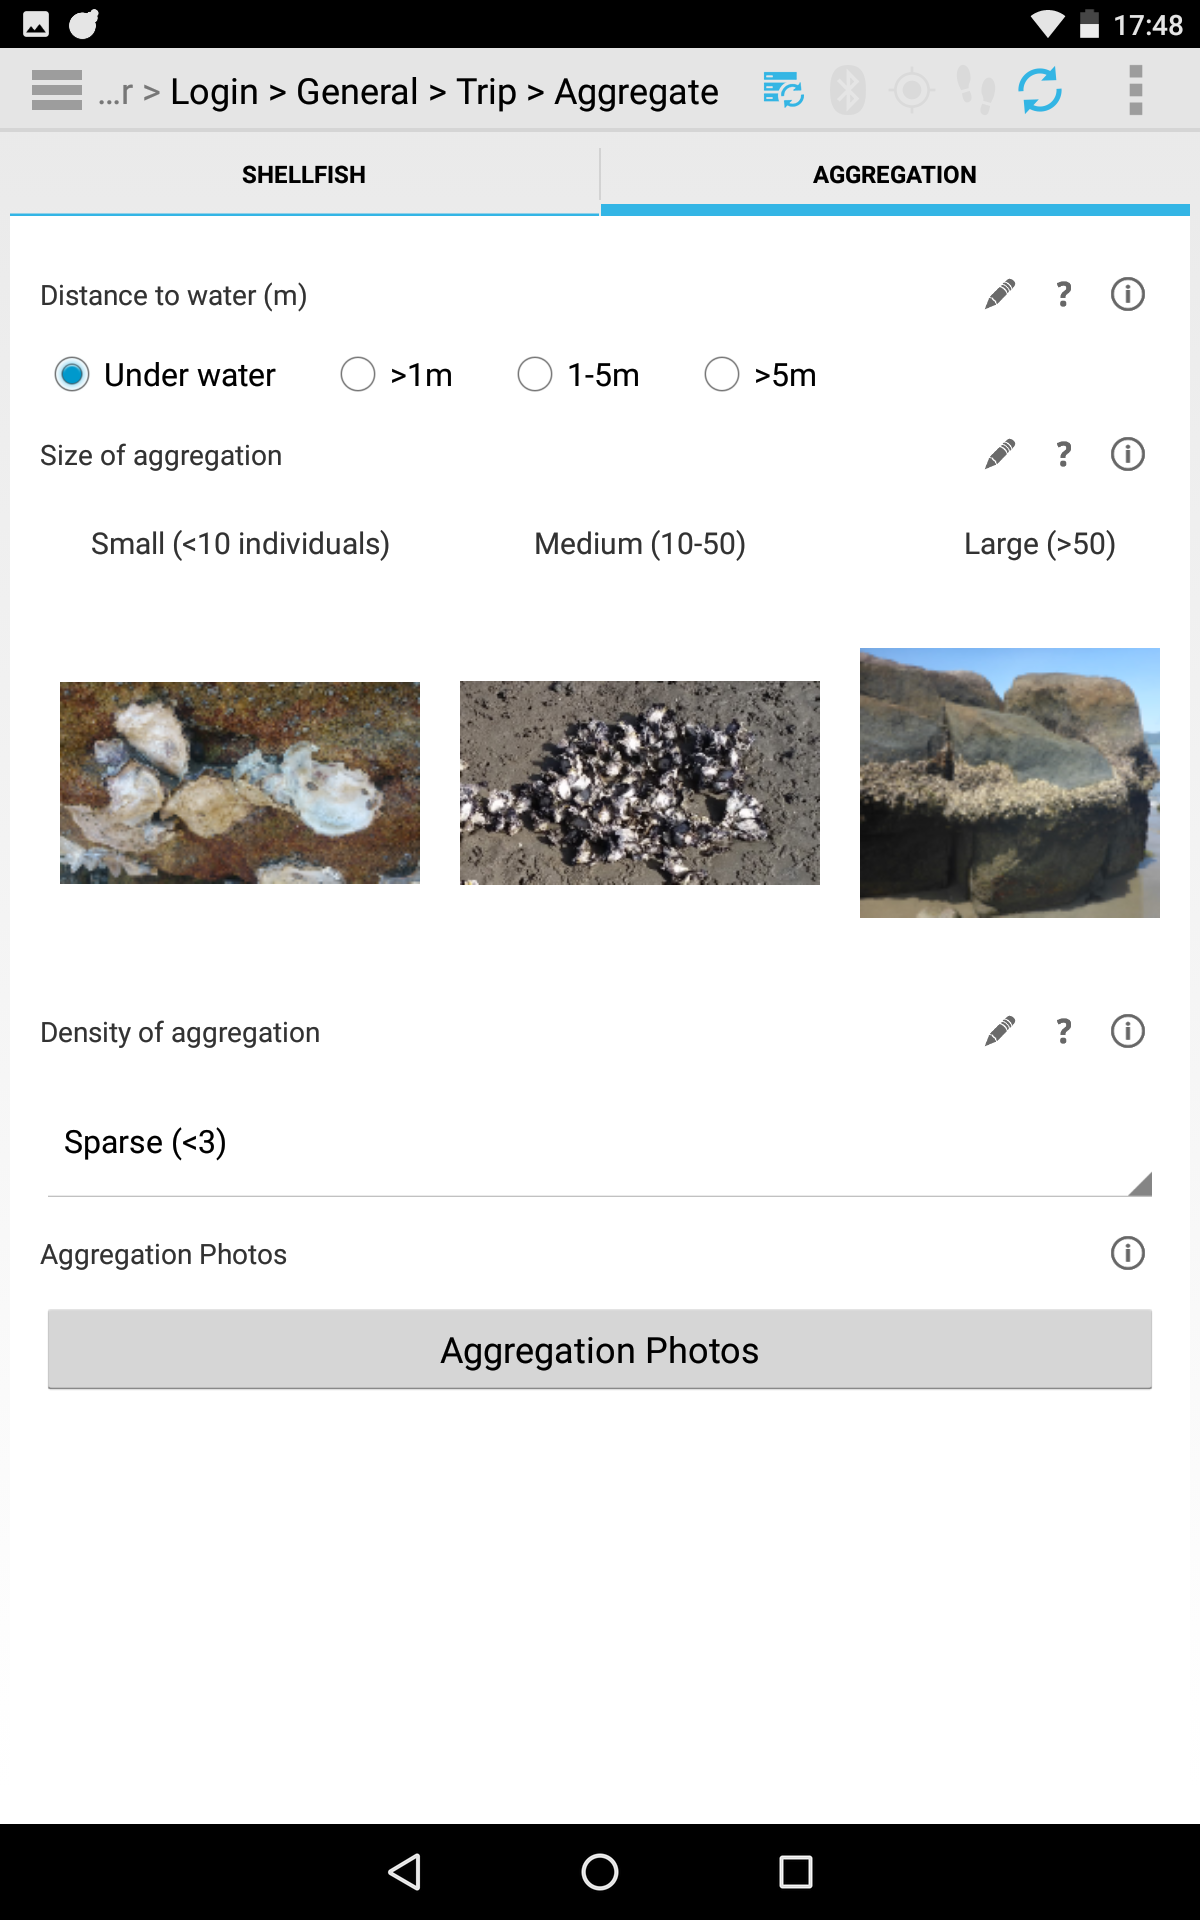 17:48
...r > Login > General > Trip > Aggregate
SHELLFISH
AGGREGATION
Distance to water (m)
?
Under water
>1m
1-5m
>5m
Size of aggregation
?
Small (<10 individuals)
Medium (10-50)
Large (>50)
Density of aggregation
?
Sparse (<3)
Aggregation Photos
Aggregation Photos